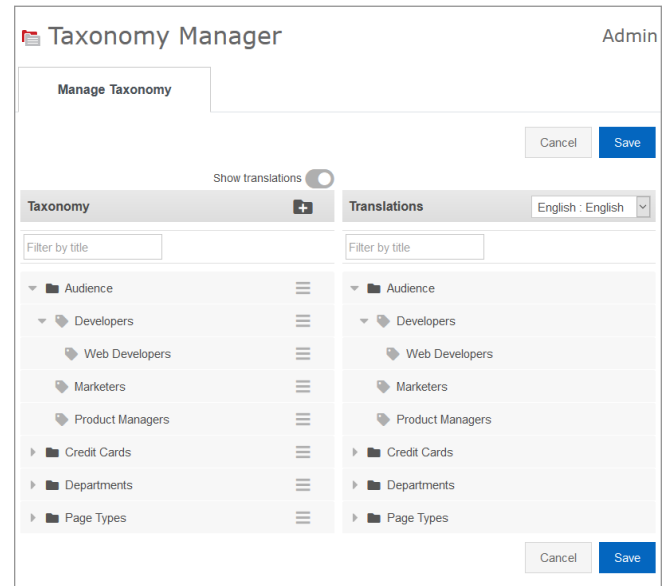 Taxonomy Manager
Admin
Manage Taxonomy
Cancel
Save
Show translations
Taxonomy
Translations
English : English
Filter by title
Filter by title
Audience
Audience
Developers
Developers
Web Developers
Web Developers
Marketers
Marketers
Product Managers
Product Managers
Credit Cards
Credit Cards
Departments
Departments
Page Types
Page Types
Cancel
Save